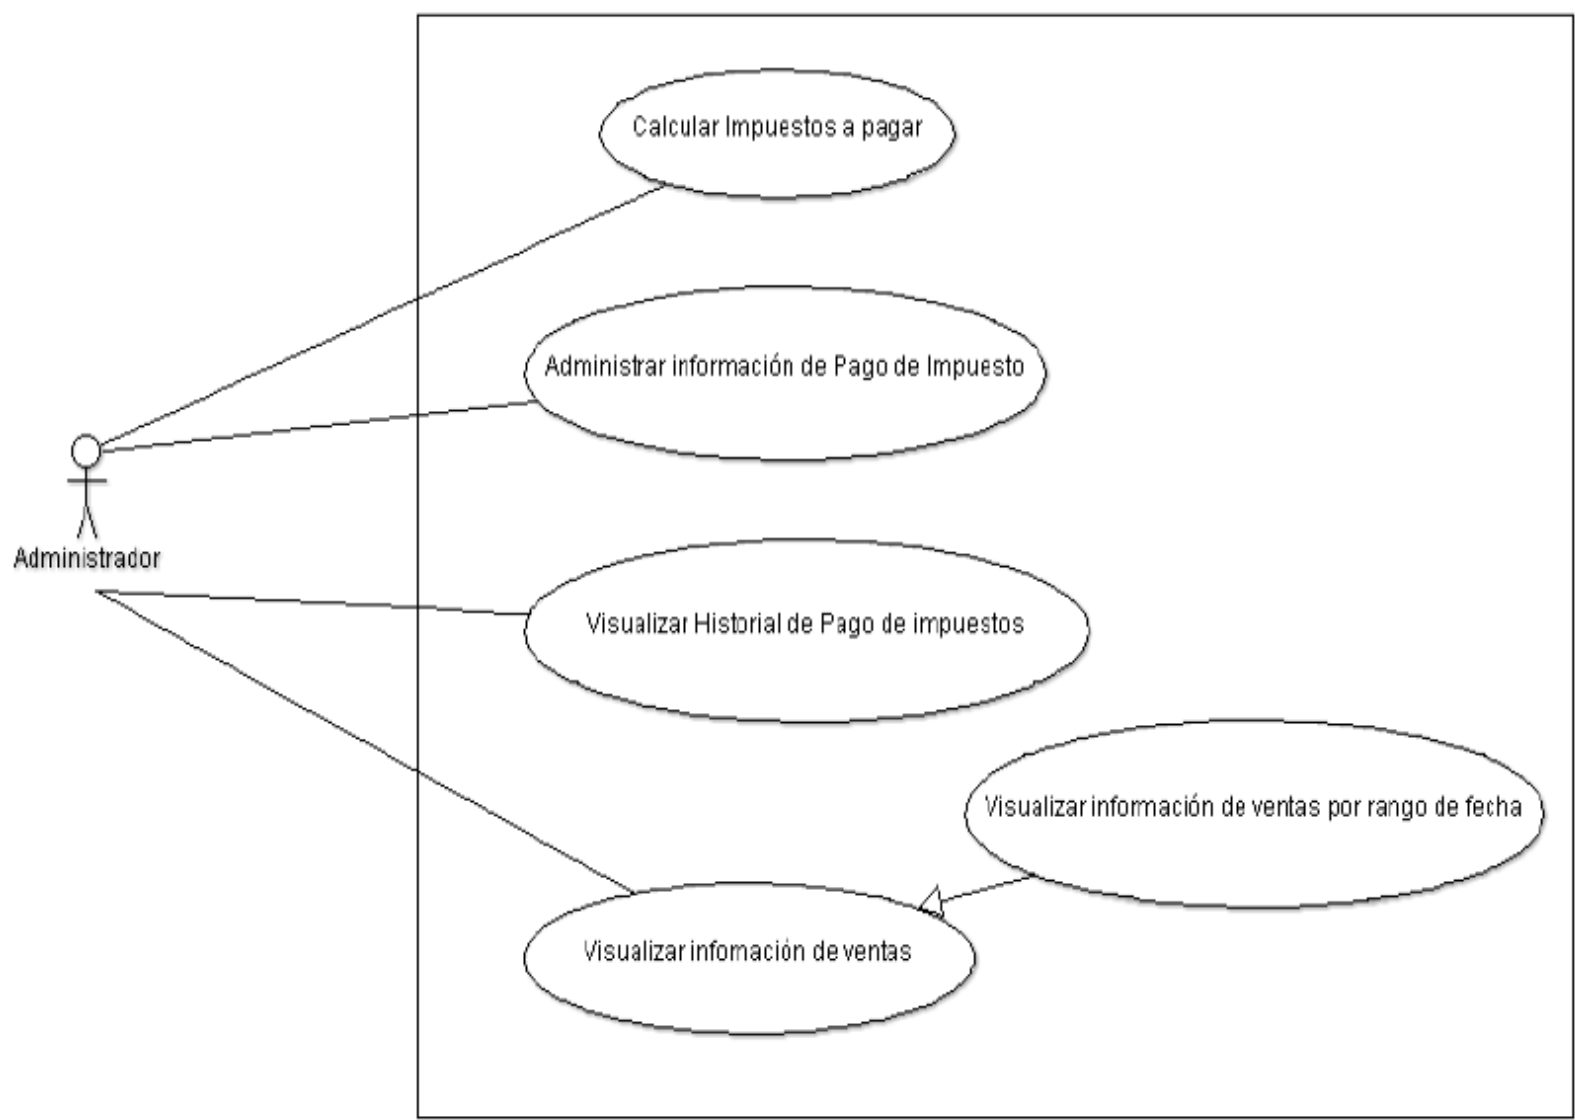 Calcular Impuestos a pagar
Administrar información de Pago de Impuesto
Administrador
Visualizar Historial de Pago de impuestos
Visualizar información de ventas por rango de fecha
Visualizar infomación de ventas